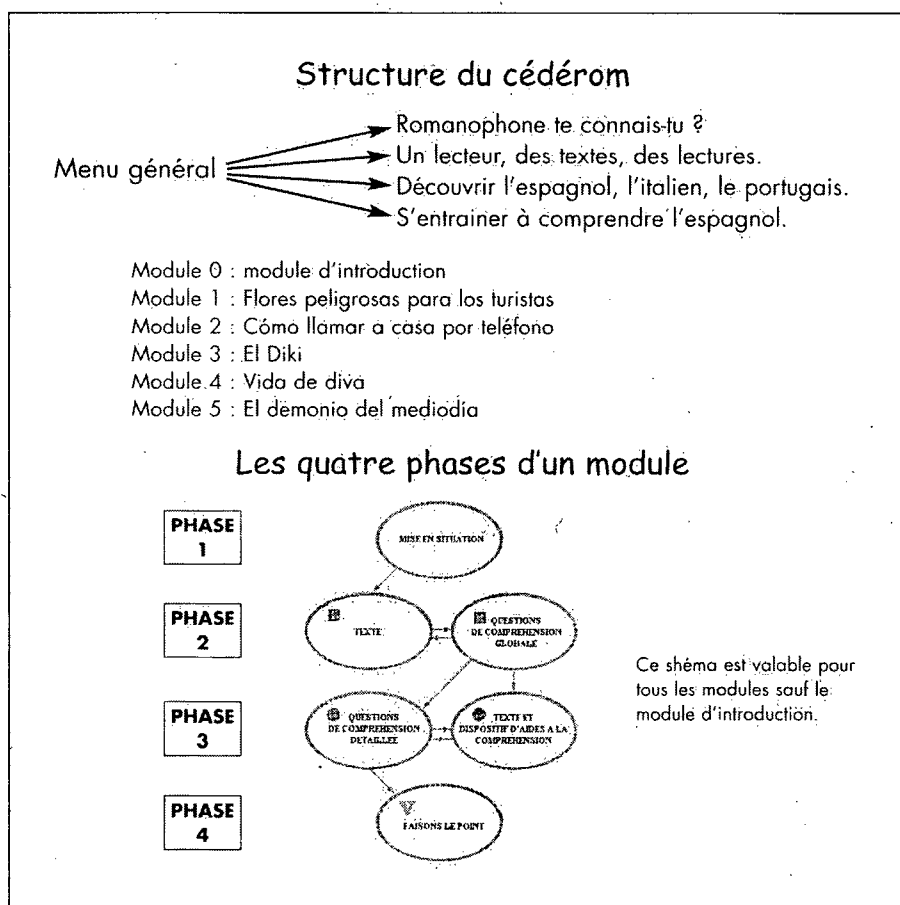 Structure du cédérom
Menu général
Romanophone te connais-tu ?
Un lecteur, des textes, des lectures.
Découvrir l'espagnol, l'italien, le portugais.
S'entrainer à comprendre l'espagnol.
Module 0 : module d'introduction
Module 1 : Flores peligrosas para los turistas
Module 2 : Cómo llamar a casa por teléfono
Module 3 : El Diki
Module 4 : Vida de diva
Module 5 : El demonio del mediodía
Les quatre phases d'un module
PHASE
1
MISE EN SITUATION
PHASE
2
TEXTE
QUESTIONS
DE COMPREHENSION
GLOBALE
Ce shéma est valable pour
tous les modules sauf le
module d'introduction.
PHASE
3
QUESTIONS
DE COMPREHENSION
DETAILLEE
TEXTE ET
DISPOSITIF D'AIDES A LA
COMPREHENSION
PHASE
4
FAISONS LE POINT